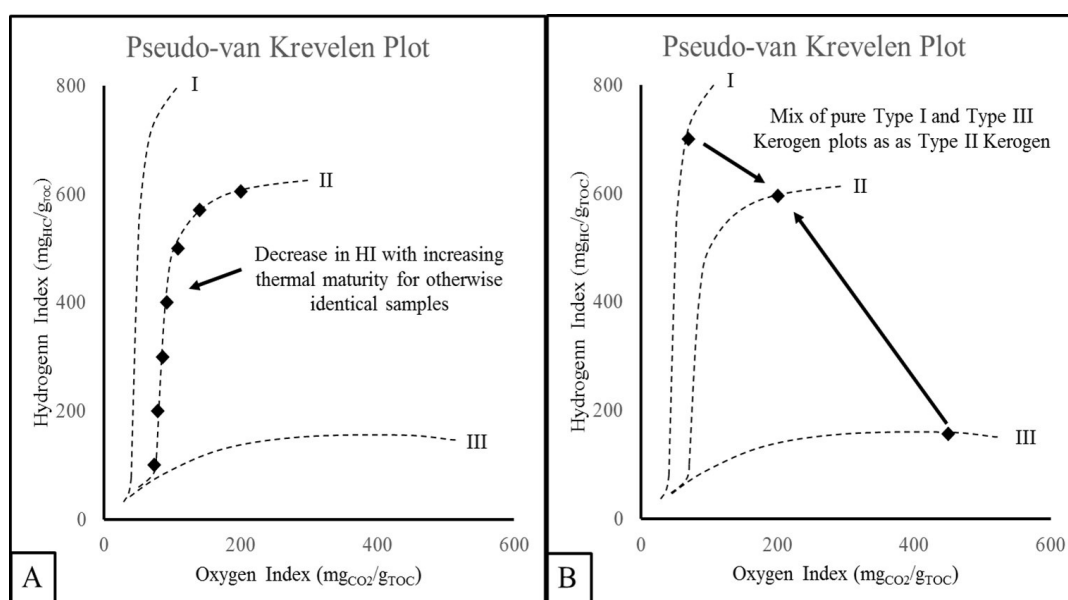 Pseudo-van Krevelen Plot
800
600
400
200
0
0
200
400
600
Hydrogenn Index (mgHC/gTOC)
Oxygen Index (mgCO2/gTOC)
I
II
III
Decrease in HI with increasing
thermal maturity for otherwise
identical samples
A
Pseudo-van Krevelen Plot
800
600
400
200
0
0
200
400
600
Hydrogenn Index (mgHC/gTOC)
Oxygen Index (mgCO2/gTOC)
I
II
III
Mix of pure Type I and Type III
Kerogen plots as as Type II Kerogen
B